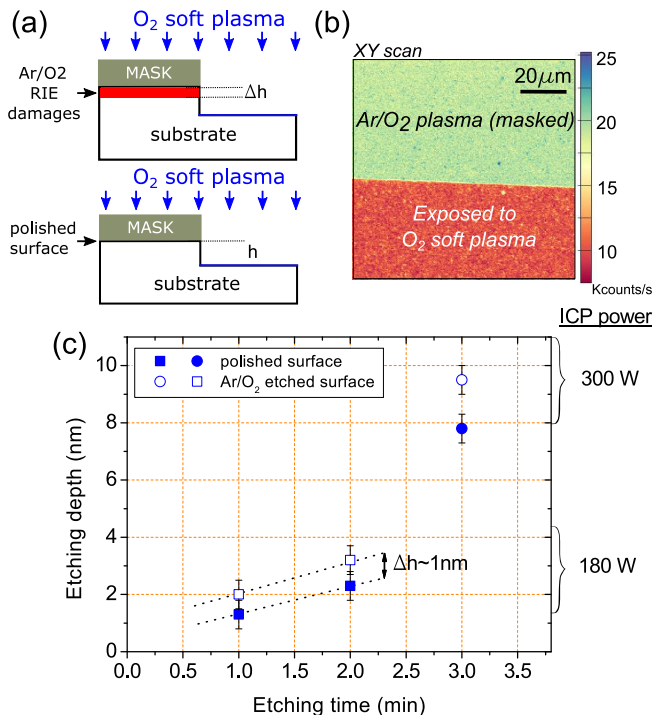 (a)
O2 soft plasma
Ar/O2
RIE
damages
MASK
Δh
substrate
O2 soft plasma
polished
surface
MASK
h
substrate
(b)
XY scan
20μm
Ar/O2 plasma (masked)
Exposed to
O2 soft plasma
25
20
15
10
Kcounts/s
ICP power
(c)
polished surface
Ar/O2 etched surface
Δh~1nm
300 W
180 W
Etching depth (nm)
10
8
6
4
2
0
0.0 0.5 1.0 1.5 2.0 2.5 3.0 3.5
Etching time (min)